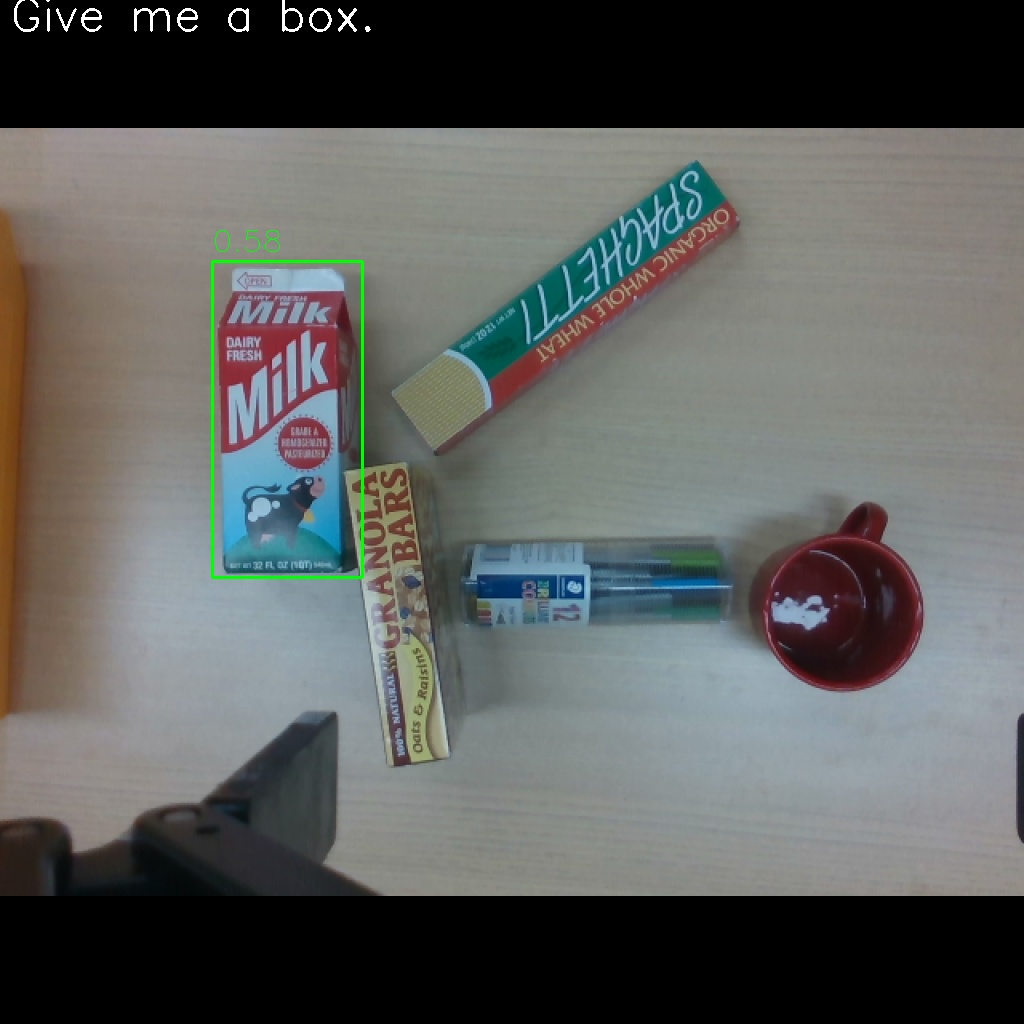 Give me a box.
0.58
OPEN
DAIRY FRESH
Milk
DAIRY
FRESH
Milk
GRADE A
HOMOGENIZED
PASTEURIZED
32 FL OZ (1QT)
SPAGHETTI
ORGANIC WHOLE WHEAT
GRANOLA
BARS
100% NATURAL
Oats & Raisins
12